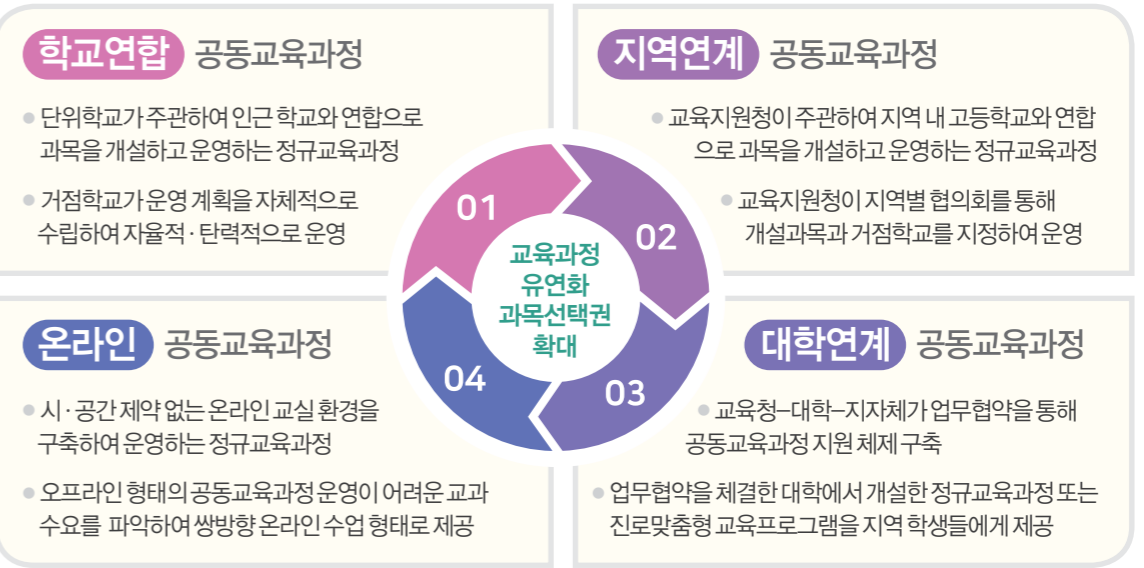 학교연합 공동교육과정
단위학교가 주관하여 인근 학교와 연합으로
과목을 개설하고 운영하는 정규교육과정
거점학교가 운영 계획을 자체적으로
수립하여 자율적·탄력적으로 운영
지역연계 공동교육과정
교육지원청이 주관하여 지역 내 고등학교와 연합
으로 과목을 개설하고 운영하는 정규교육과정
교육지원청이 지역별 협의회를 통해
개설과목과 거점학교를 지정하여 운영
01
02
교육과정
유연화
과목선택권
확대
04
03
온라인 공동교육과정
시·공간 제약 없는 온라인 교실 환경을
구축하여 운영하는 정규교육과정
오프라인 형태의 공동교육과정 운영이 어려운 교과
수요를 파악하여 쌍방향 온라인 수업 형태로 제공
대학연계 공동교육과정
교육청–대학–지자체가 업무협약을 통해
공동교육과정 지원 체제 구축
업무협약을 체결한 대학에서 개설한 정규교육과정 또는
진로맞춤형 교육프로그램을 지역 학생들에게 제공